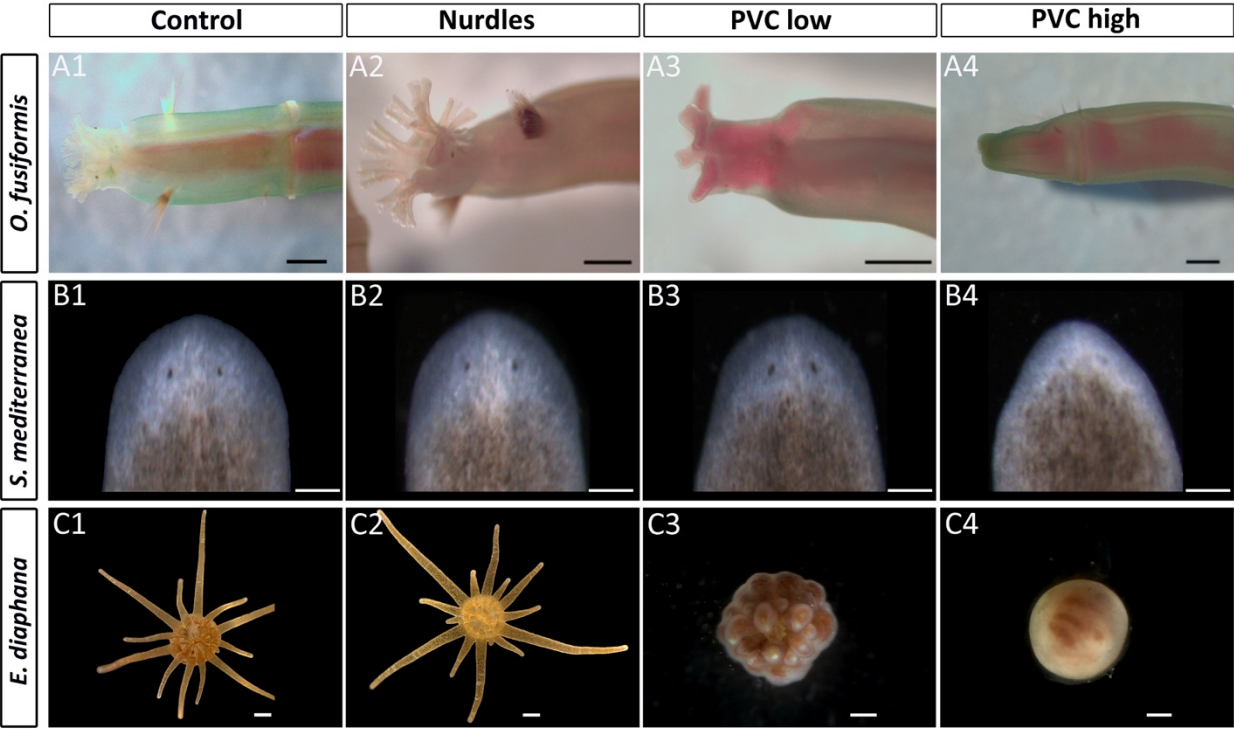 Control Nurdles PVC low PVC high
O. fusiformis
A1 A2 A3 A4
S. mediterranea
B1 B2 B3 B4
E. diaphana
C1 C2 C3 C4